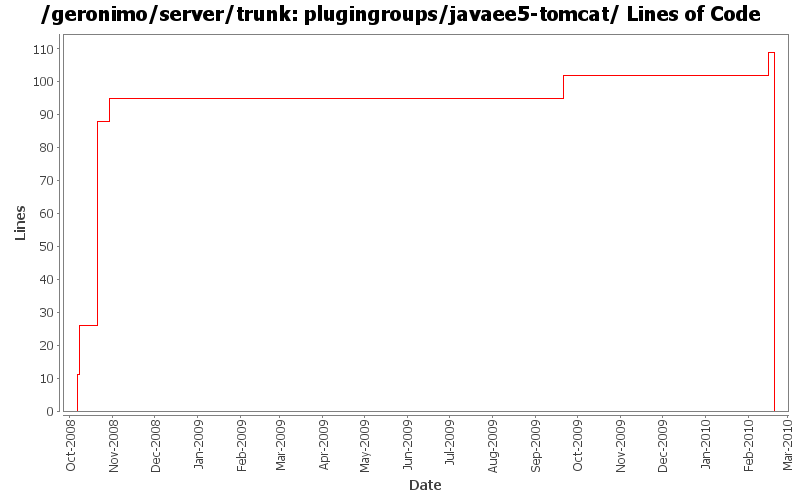 /geronimo/server/trunk: plugingroups/javaee5-tomcat/ Lines of Code
110
100
90
80
70
60
50
40
30
20
10
0
Lines
Oct-2008
Nov-2008
Dec-2008
Jan-2009
Feb-2009
Mar-2009
Apr-2009
May-2009
Jun-2009
Jul-2009
Aug-2009
Sep-2009
Oct-2009
Nov-2009
Dec-2009
Jan-2010
Feb-2010
Mar-2010
Date